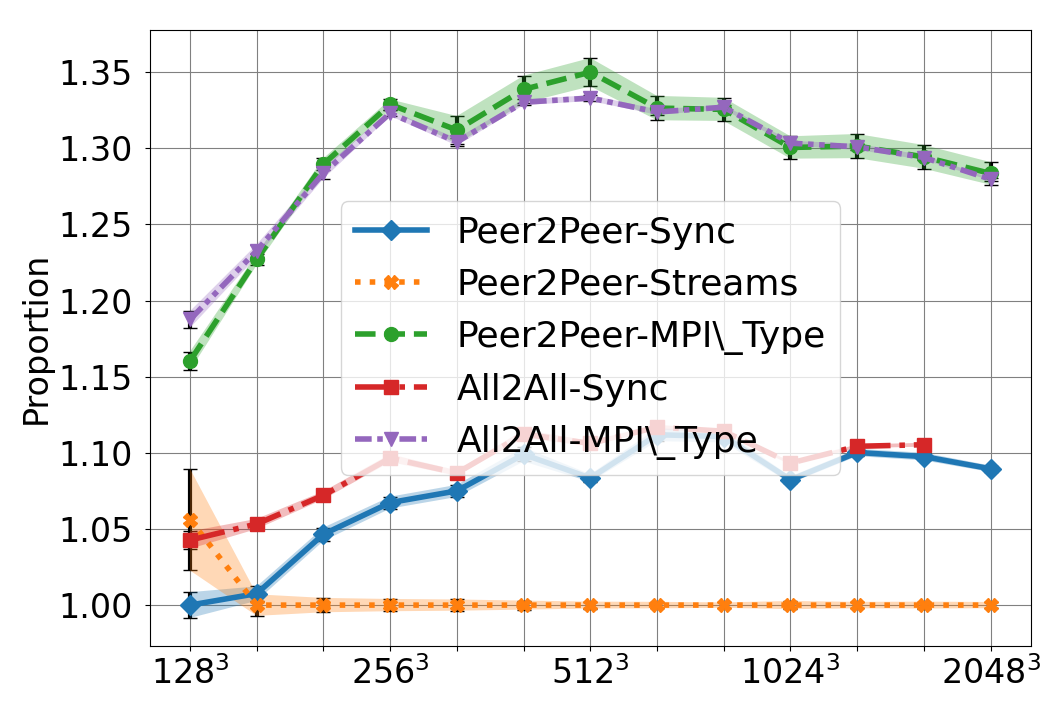 1.35
1.30
1.25
1.20
1.15
1.10
1.05
1.00
Proportion
Peer2Peer-Sync
Peer2Peer-Streams
Peer2Peer-MPI\_Type
All2All-Sync
All2All-MPI\_Type
128³ 256³ 512³ 1024³ 2048³